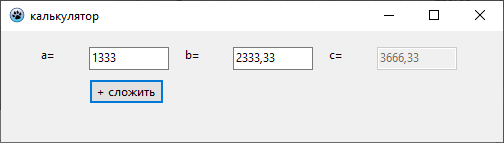 калькулятор
a= 1333 b= 2333,33 c= 3666,33
+ сложить